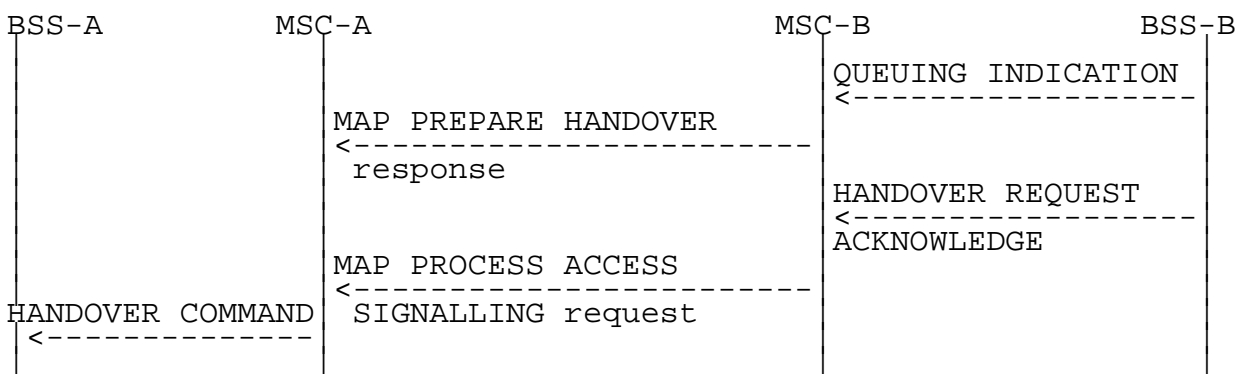 BSS-A MSC-A MSC-B BSS-B
QUEUING INDICATION
MAP PREPARE HANDOVER
response
HANDOVER REQUEST
ACKNOWLEDGE
MAP PROCESS ACCESS
HANDOVER COMMAND SIGNALLING request